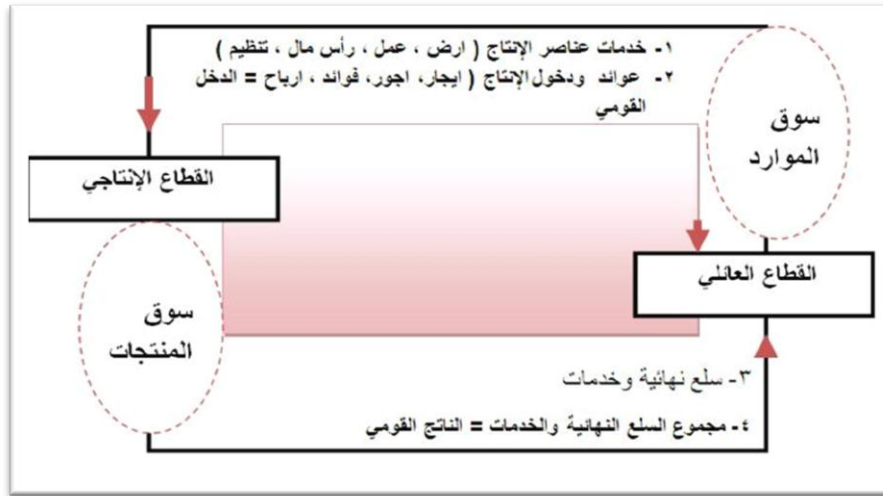 ١- خدمات عناصر الإنتاج ( ارض ، عمل ، رأس مال ، تنظيم )
٢- عوائد ودخول الإنتاج ( ايجار، اجور، فوائد ، ارباح = الدخل
القومي
سوق
الموارد
القطاع الإنتاجي
القطاع العائلي
سوق
المنتجات
٣- سلع نهائية وخدمات
٤- مجموع السلع النهائية والخدمات = الناتج القومي